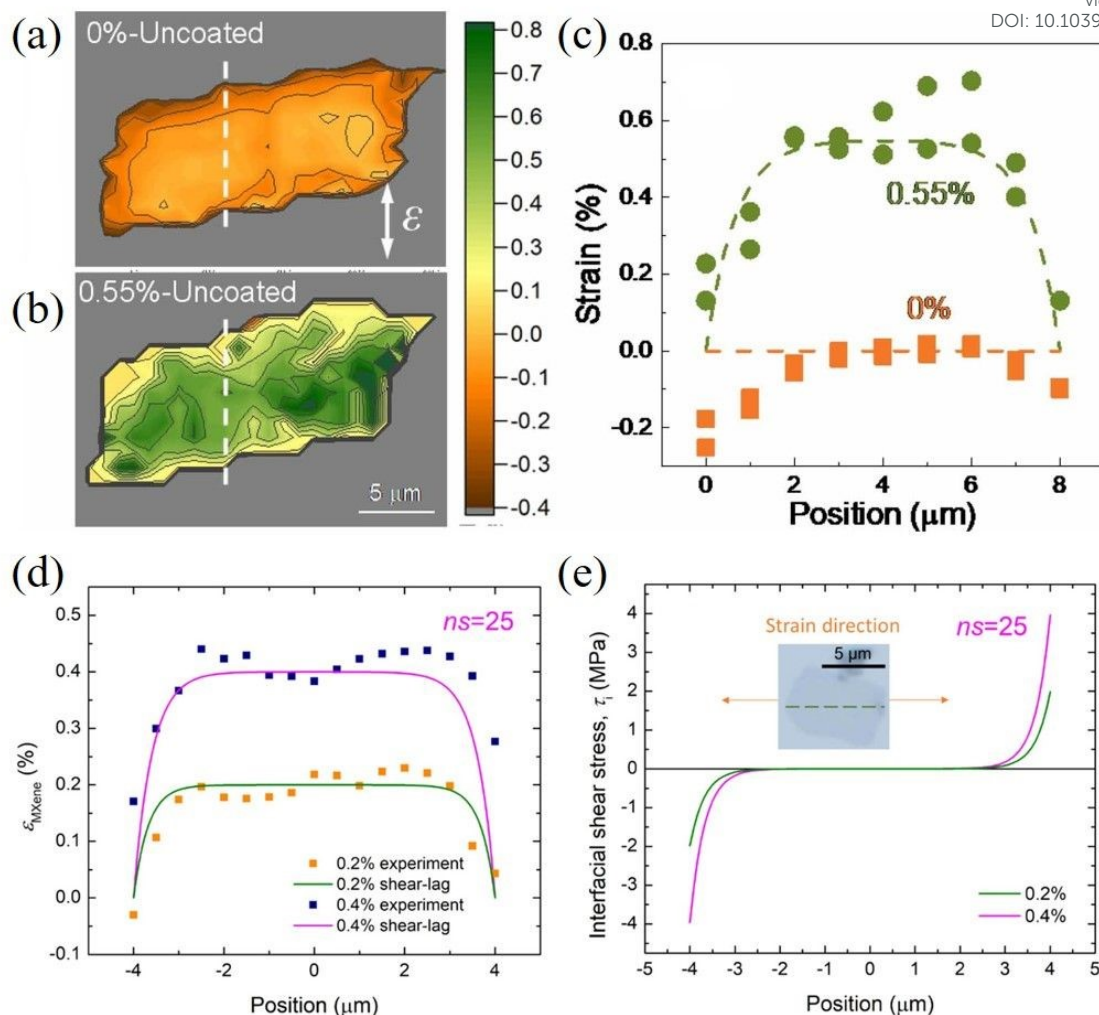 DOI: 10.1039
(a)
0%-Uncoated
ε
(b)
0.55%-Uncoated
5 μm
0.8
0.7
0.6
0.5
0.4
0.3
0.2
0.1
0.0
-0.1
-0.2
-0.3
-0.4
(c)
0.8
0.6
0.4
0.2
0.0
-0.2
Strain (%)
0.55%
0%
0 2 4 6 8
Position (μm)
(d)
0.5
0.4
0.3
0.2
0.1
0.0
-0.1
εMXene (%)
ns=25
0.2% experiment
0.2% shear-lag
0.4% experiment
0.4% shear-lag
-4 -2 0 2 4
Position (μm)
(e)
4
3
2
1
0
-1
-2
-3
-4
Interfacial shear stress, τi (MPa)
Strain direction
ns=25
5 μm
0.2%
0.4%
-5 -4 -3 -2 -1 0 1 2 3 4 5
Position (μm)